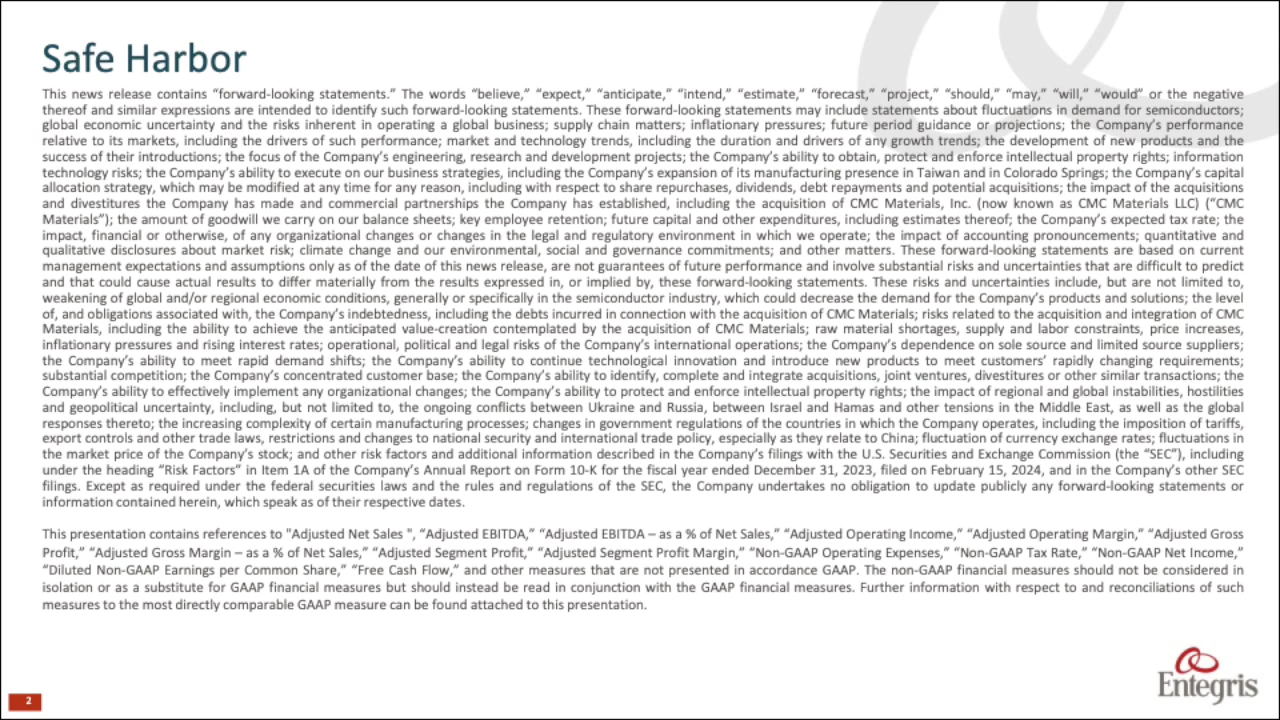 Safe Harbor
This news release contains “forward-looking statements.” The words “believe,” “expect,” “anticipate,” “intend,” “estimate,” “forecast,” “project,” “should,” “may,” “will,” “would” or the negative
thereof and similar expressions are intended to identify such forward-looking statements. These forward-looking statements may include statements about fluctuations in demand for semiconductors;
global economic uncertainty and the risks inherent in operating a global business; supply chain matters; inflationary pressures; future period guidance or projections; the Company’s performance
relative to its markets, including the drivers of such performance; market and technology trends, including the duration and drivers of any growth trends; the development of new products and the
success of their introductions; the focus of the Company’s engineering, research and development projects; the Company’s ability to obtain, protect and enforce intellectual property rights; information
technology risks; the Company’s ability to execute on our business strategies, including the Company’s expansion of its manufacturing presence in Taiwan and in Colorado Springs; the Company’s capital
allocation strategy, which may be modified at any time for any reason, including with respect to share repurchases, dividends, debt repayments and potential acquisitions; the impact of the acquisitions
and divestitures the Company has made and commercial partnerships the Company has established, including the acquisition of CMC Materials, Inc. (now known as CMC Materials LLC) (“CMC
Materials”); the amount of goodwill we carry on our balance sheets; key employee retention; future capital and other expenditures, including estimates thereof; the Company’s expected tax rate; the
impact, financial or otherwise, of any organizational changes or changes in the legal and regulatory environment in which we operate; the impact of accounting pronouncements; quantitative and
qualitative disclosures about market risk; climate change and our environmental, social and governance commitments; and other matters. These forward-looking statements are based on current
management expectations and assumptions only as of the date of this news release, are not guarantees of future performance and involve substantial risks and uncertainties that are difficult to predict
and that could cause actual results to differ materially from the results expressed in, or implied by, these forward-looking statements. These risks and uncertainties include, but are not limited to,
weakening of global and/or regional economic conditions, generally or specifically in the semiconductor industry, which could decrease the demand for the Company’s products and solutions; the level
of, and obligations associated with, the Company’s indebtedness, including the debts incurred in connection with the acquisition of CMC Materials; risks related to the acquisition and integration of CMC
Materials, including the ability to achieve the anticipated value-creation contemplated by the acquisition of CMC Materials; raw material shortages, supply and labor constraints, price increases,
inflationary pressures and rising interest rates; operational, political and legal risks of the Company’s international operations; the Company’s dependence on sole source and limited source suppliers;
the Company’s ability to meet rapid demand shifts; the Company’s ability to continue technological innovation and introduce new products to meet customers’ rapidly changing requirements;
substantial competition; the Company’s concentrated customer base; the Company’s ability to identify, complete and integrate acquisitions, joint ventures, divestitures or other similar transactions; the
Company’s ability to effectively implement any organizational changes; the Company’s ability to protect and enforce intellectual property rights; the impact of regional and global instabilities, hostilities
and geopolitical uncertainty, including, but not limited to, the ongoing conflicts between Ukraine and Russia, between Israel and Hamas and other tensions in the Middle East, as well as the global
responses thereto; the increasing complexity of certain manufacturing processes; changes in government regulations of the countries in which the Company operates, including the imposition of tariffs,
export controls and other trade laws, restrictions and changes to national security and international trade policy, especially as they relate to China; fluctuation of currency exchange rates; fluctuations in
the market price of the Company’s stock; and other risk factors and additional information described in the Company’s filings with the U.S. Securities and Exchange Commission (the “SEC”), including
under the heading “Risk Factors” in Item 1A of the Company’s Annual Report on Form 10-K for the fiscal year ended December 31, 2023, filed on February 15, 2024, and in the Company’s other SEC
filings. Except as required under the federal securities laws and the rules and regulations of the SEC, the Company undertakes no obligation to update publicly any forward-looking statements or
information contained herein, which speak as of their respective dates.
This presentation contains references to "Adjusted Net Sales ", “Adjusted EBITDA,” “Adjusted EBITDA – as a % of Net Sales,” “Adjusted Operating Income,” “Adjusted Operating Margin,” “Adjusted Gross
Profit,” “Adjusted Gross Margin – as a % of Net Sales,” “Adjusted Segment Profit,” “Adjusted Segment Profit Margin,” “Non-GAAP Operating Expenses,” “Non-GAAP Tax Rate,” “Non-GAAP Net Income,”
“Diluted Non-GAAP Earnings per Common Share,” “Free Cash Flow,” and other measures that are not presented in accordance GAAP. The non-GAAP financial measures should not be considered in
isolation or as a substitute for GAAP financial measures but should instead be read in conjunction with the GAAP financial measures. Further information with respect to and reconciliations of such
measures to the most directly comparable GAAP measure can be found attached to this presentation.
2
Entegris